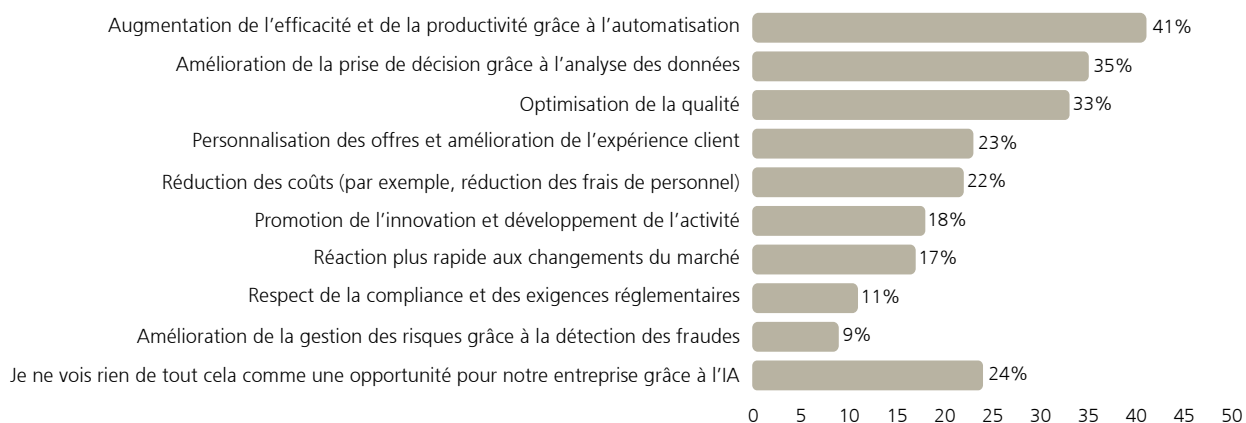 Augmentation de l’efficacité et de la productivité grâce à l’automatisation 41%
Amélioration de la prise de décision grâce à l’analyse des données 35%
Optimisation de la qualité 33%
Personnalisation des offres et amélioration de l’expérience client 23%
Réduction des coûts (par exemple, réduction des frais de personnel) 22%
Promotion de l’innovation et développement de l’activité 18%
Réaction plus rapide aux changements du marché 17%
Respect de la compliance et des exigences réglementaires 11%
Amélioration de la gestion des risques grâce à la détection des fraudes 9%
Je ne vois rien de tout cela comme une opportunité pour notre entreprise grâce à l’IA 24%
0 5 10 15 20 25 30 35 40 45 50